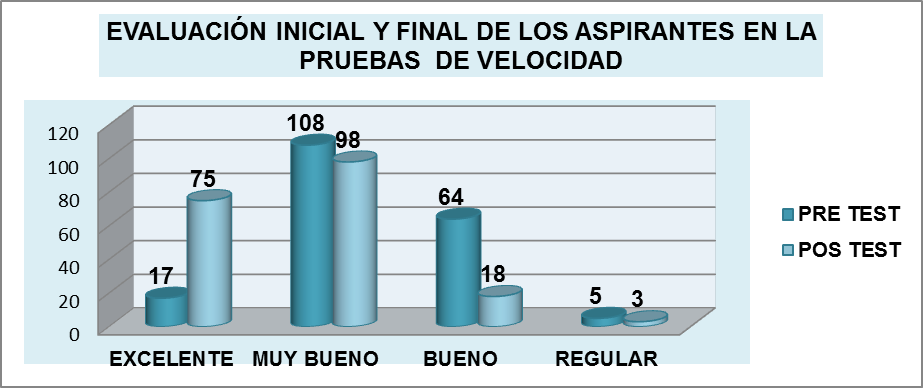 EVALUACIÓN INICIAL Y FINAL DE LOS ASPIRANTES EN LA
PRUEBAS DE VELOCIDAD
120
100
80
60
40
20
0
17
75
108
98
64
18
5
3
EXCELENTE
MUY BUENO
BUENO
REGULAR
PRE TEST
POS TEST